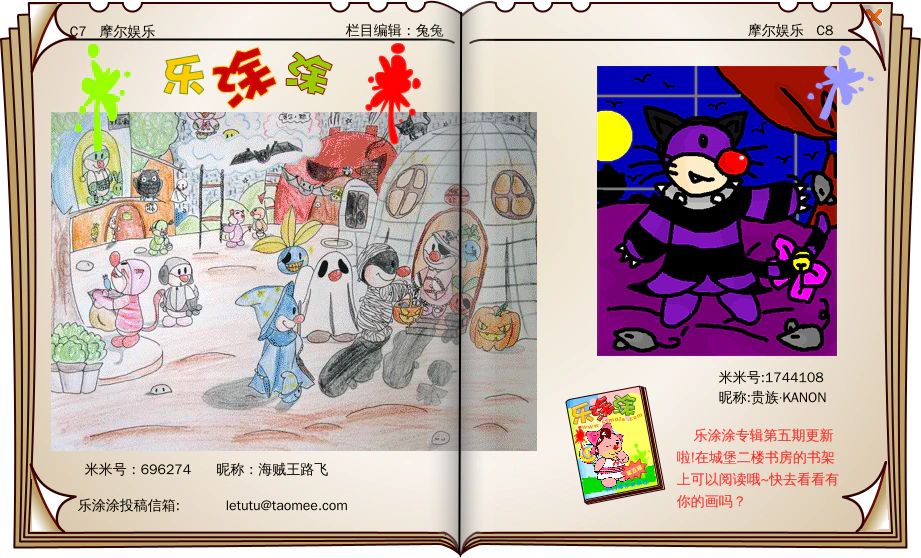 C7 摩尔娱乐
栏目编辑：兔兔
乐涂涂
米米号：696274 昵称：海贼王路飞
乐涂涂投稿信箱: letutu@taomee.com
摩尔娱乐 C8
米米号:1744108
昵称:贵族·KANON
乐涂涂
乐涂涂专辑第五期更新
啦!在城堡二楼书房的书架
上可以阅读哦~快去看看有
你的画吗？